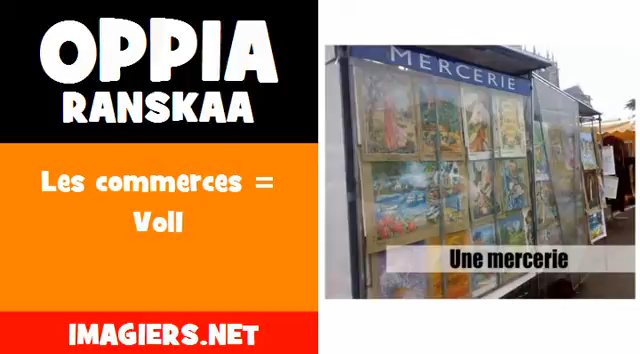 OPPIA
RANSKAA
Les commerces =
Voll
IMAGIERS.NET
MERCERIE
Une mercerie